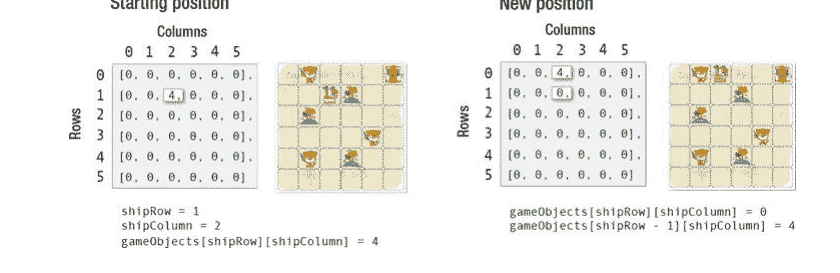 Starting position
Columns
0 1 2 3 4 5
Rows
0 [0, 0, 0, 0, 0, 0],
1 [0, 0, 4, 0, 0, 0],
2 [0, 0, 0, 0, 0, 0],
3 [0, 0, 0, 0, 0, 0],
4 [0, 0, 0, 0, 0, 0],
5 [0, 0, 0, 0, 0, 0]
shipRow = 1
shipColumn = 2
gameObjects[shipRow][shipColumn] = 4
New position
Columns
0 1 2 3 4 5
Rows
0 [0, 0, 4, 0, 0, 0],
1 [0, 0, 0, 0, 0, 0],
2 [0, 0, 0, 0, 0, 0],
3 [0, 0, 0, 0, 0, 0],
4 [0, 0, 0, 0, 0, 0],
5 [0, 0, 0, 0, 0, 0]
gameObjects[shipRow][shipColumn] = 0
gameObjects[shipRow - 1][shipColumn] = 4